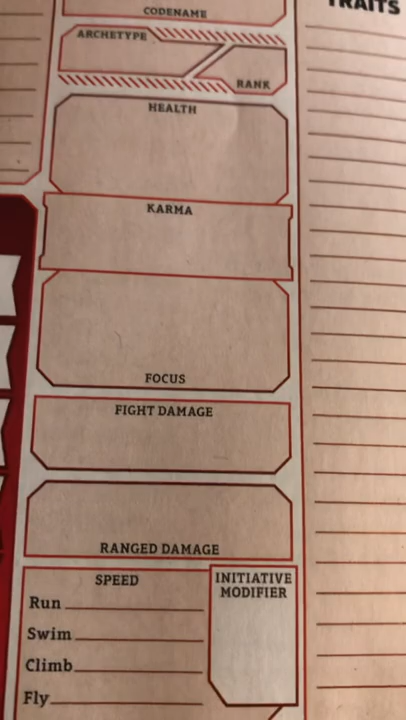 CODENAME
TRAITS
ARCHETYPE
RANK
HEALTH
KARMA
FOCUS
FIGHT DAMAGE
RANGED DAMAGE
SPEED
INITIATIVE
MODIFIER
Run
Swim
Climb
Fly